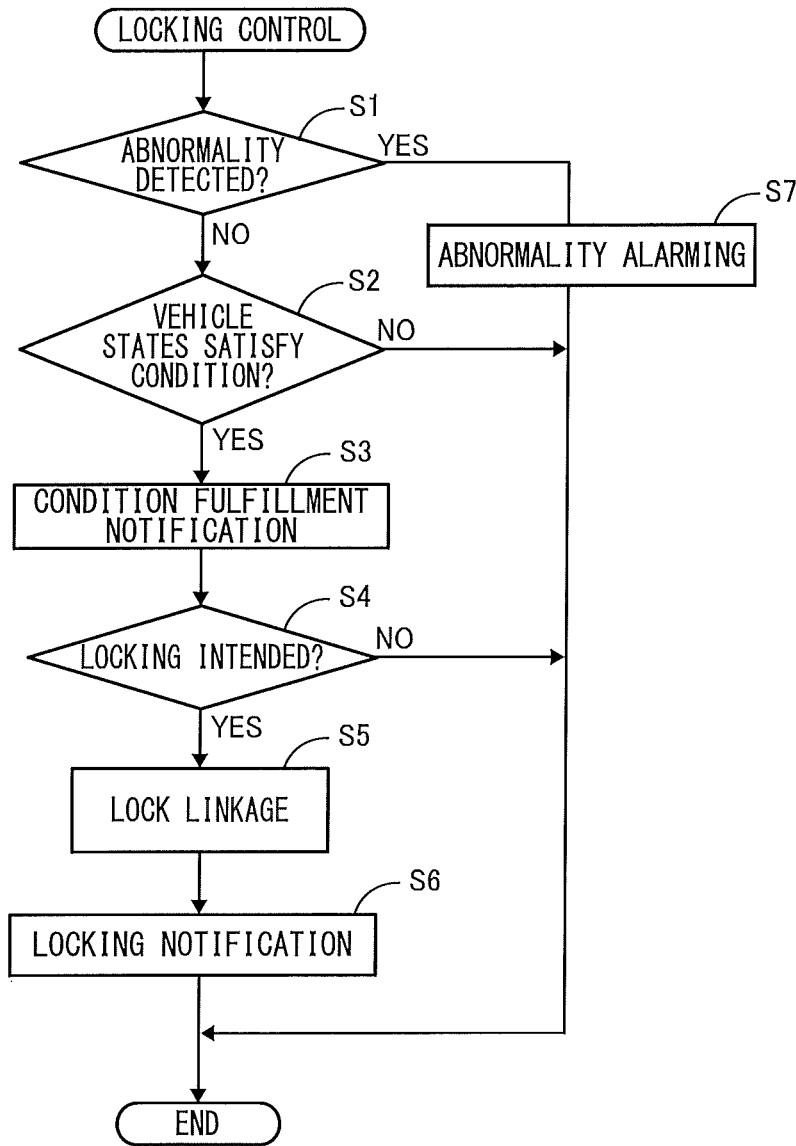 LOCKING CONTROL
S1
ABNORMALITY
DETECTED?
YES
NO
S7
ABNORMALITY ALARMING
S2
VEHICLE
STATES SATISFY
CONDITION?
NO
YES
S3
CONDITION FULFILLMENT
NOTIFICATION
S4
LOCKING INTENDED?
NO
YES
S5
LOCK LINKAGE
S6
LOCKING NOTIFICATION
END